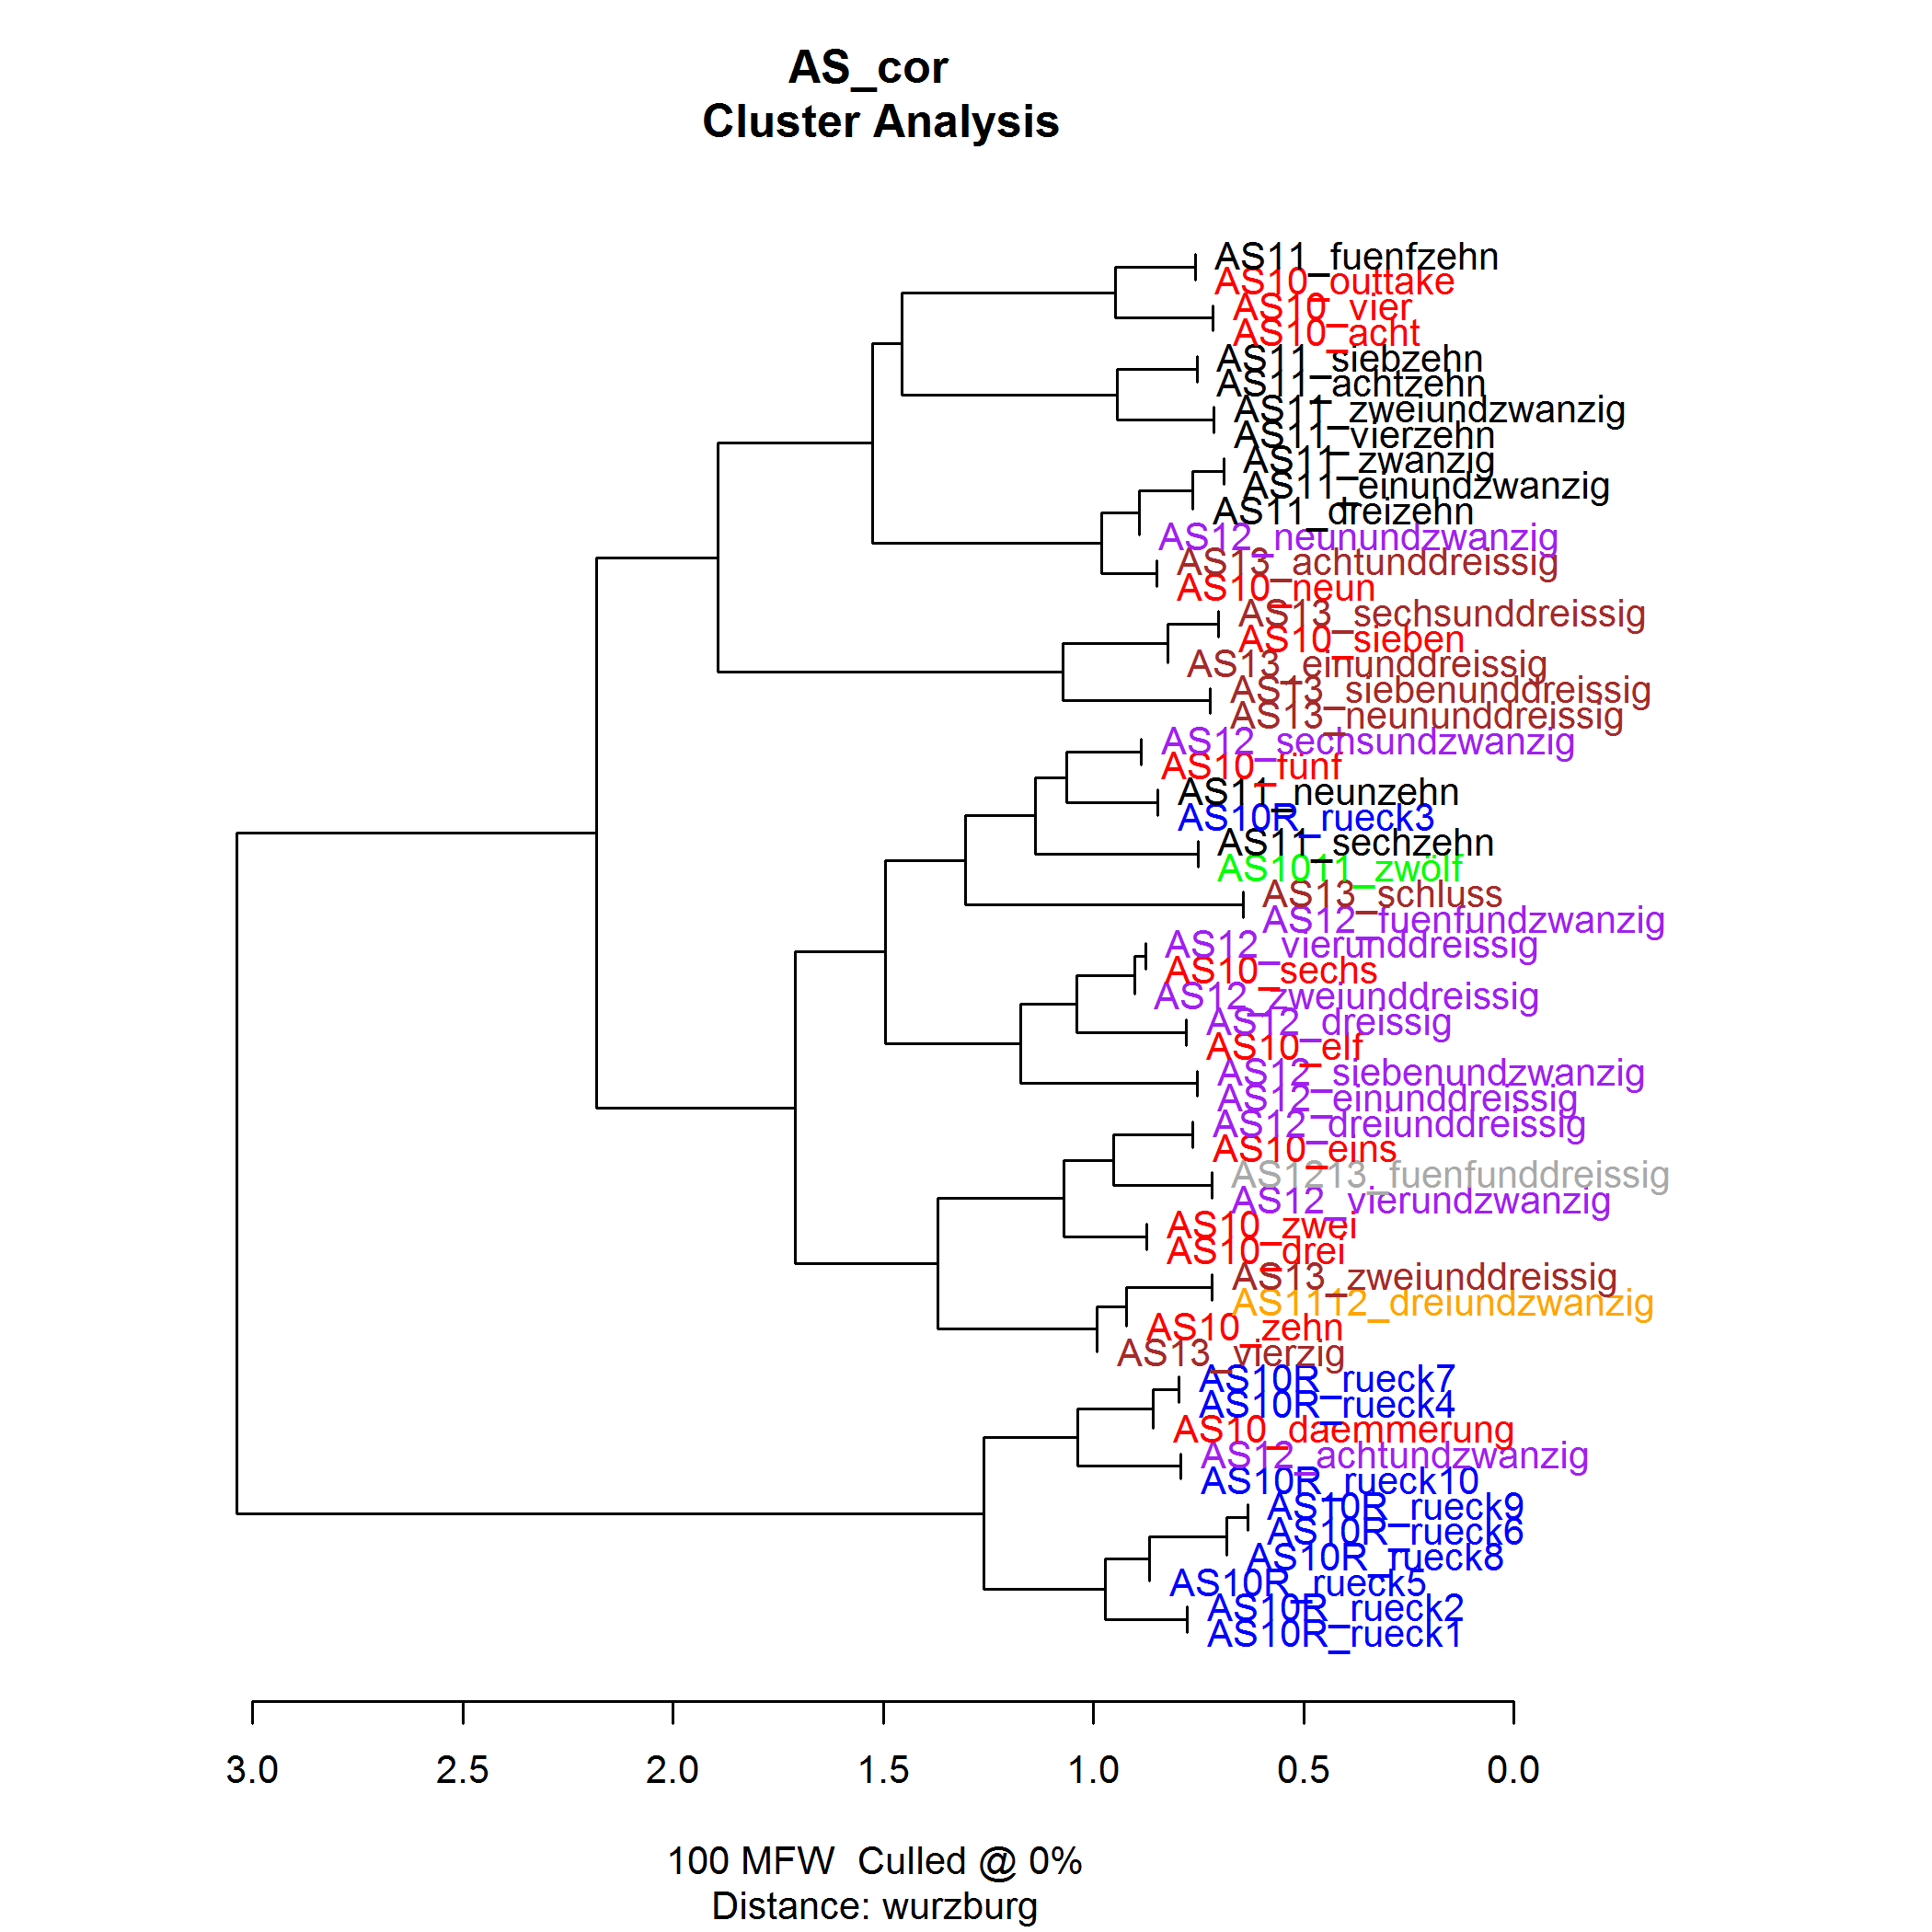 AS_cor
Cluster Analysis
AS11_fuenfzehn
AS10_outtake
AS10_vier
AS10_acht
AS11_siebzehn
AS11_achtzehn
AS11_zweiundzwanzig
AS11_vierzehn
AS11_zwanzig
AS11_einundzwanzig
AS11_dreizehn
AS12_neunundzwanzig
AS13_achtunddreissig
AS10_neun
AS13_sechsunddreissig
AS10_sieben
AS13_einunddreissig
AS13_siebenunddreissig
AS13_neununddreissig
AS12_sechsundzwanzig
AS10_fünf
AS11_neunzehn
AS10R_rueck3
AS11_sechzehn
AS1011_zwölf
AS13_schluss
AS12_fuenfundzwanzig
AS12_vierunddreissig
AS10_sechs
AS12_zweiunddreissig
AS12_dreissig
AS10_elf
AS12_siebenundzwanzig
AS12_einunddreissig
AS12_dreiunddreissig
AS10_eins
AS1213_fuenfunddreissig
AS12_vierundzwanzig
AS10_zwei
AS10_drei
AS13_zweiunddreissig
AS1112_dreiundzwanzig
AS10_zehn
AS13_vierzig
AS10R_rueck7
AS10R_rueck4
AS10_daemmerung
AS12_achtundzwanzig
AS10R_rueck10
AS10R_rueck9
AS10R_rueck6
AS10R_rueck8
AS10R_rueck5
AS10R_rueck2
AS10R_rueck1
3.0 2.5 2.0 1.5 1.0 0.5 0.0
100 MFW  Culled @ 0%
Distance: wurzburg